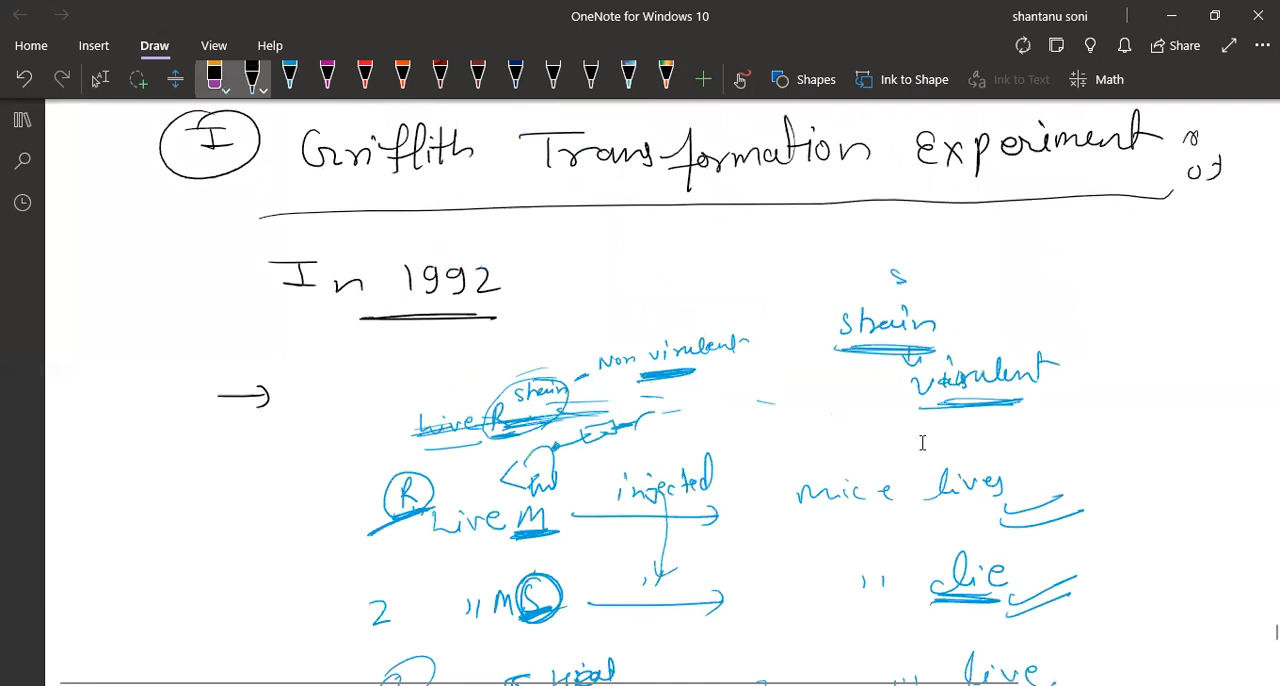 OneNote for Windows 10
shantanu soni
Home Insert Draw View Help
Share
Shapes Ink to Shape Ink to Text Math
I Griffith Transformation Experiment
In 1992
S
strain
Non virulent
virulent
strain
Live R
R Live M injected mice lives
2 " M S " " die
live